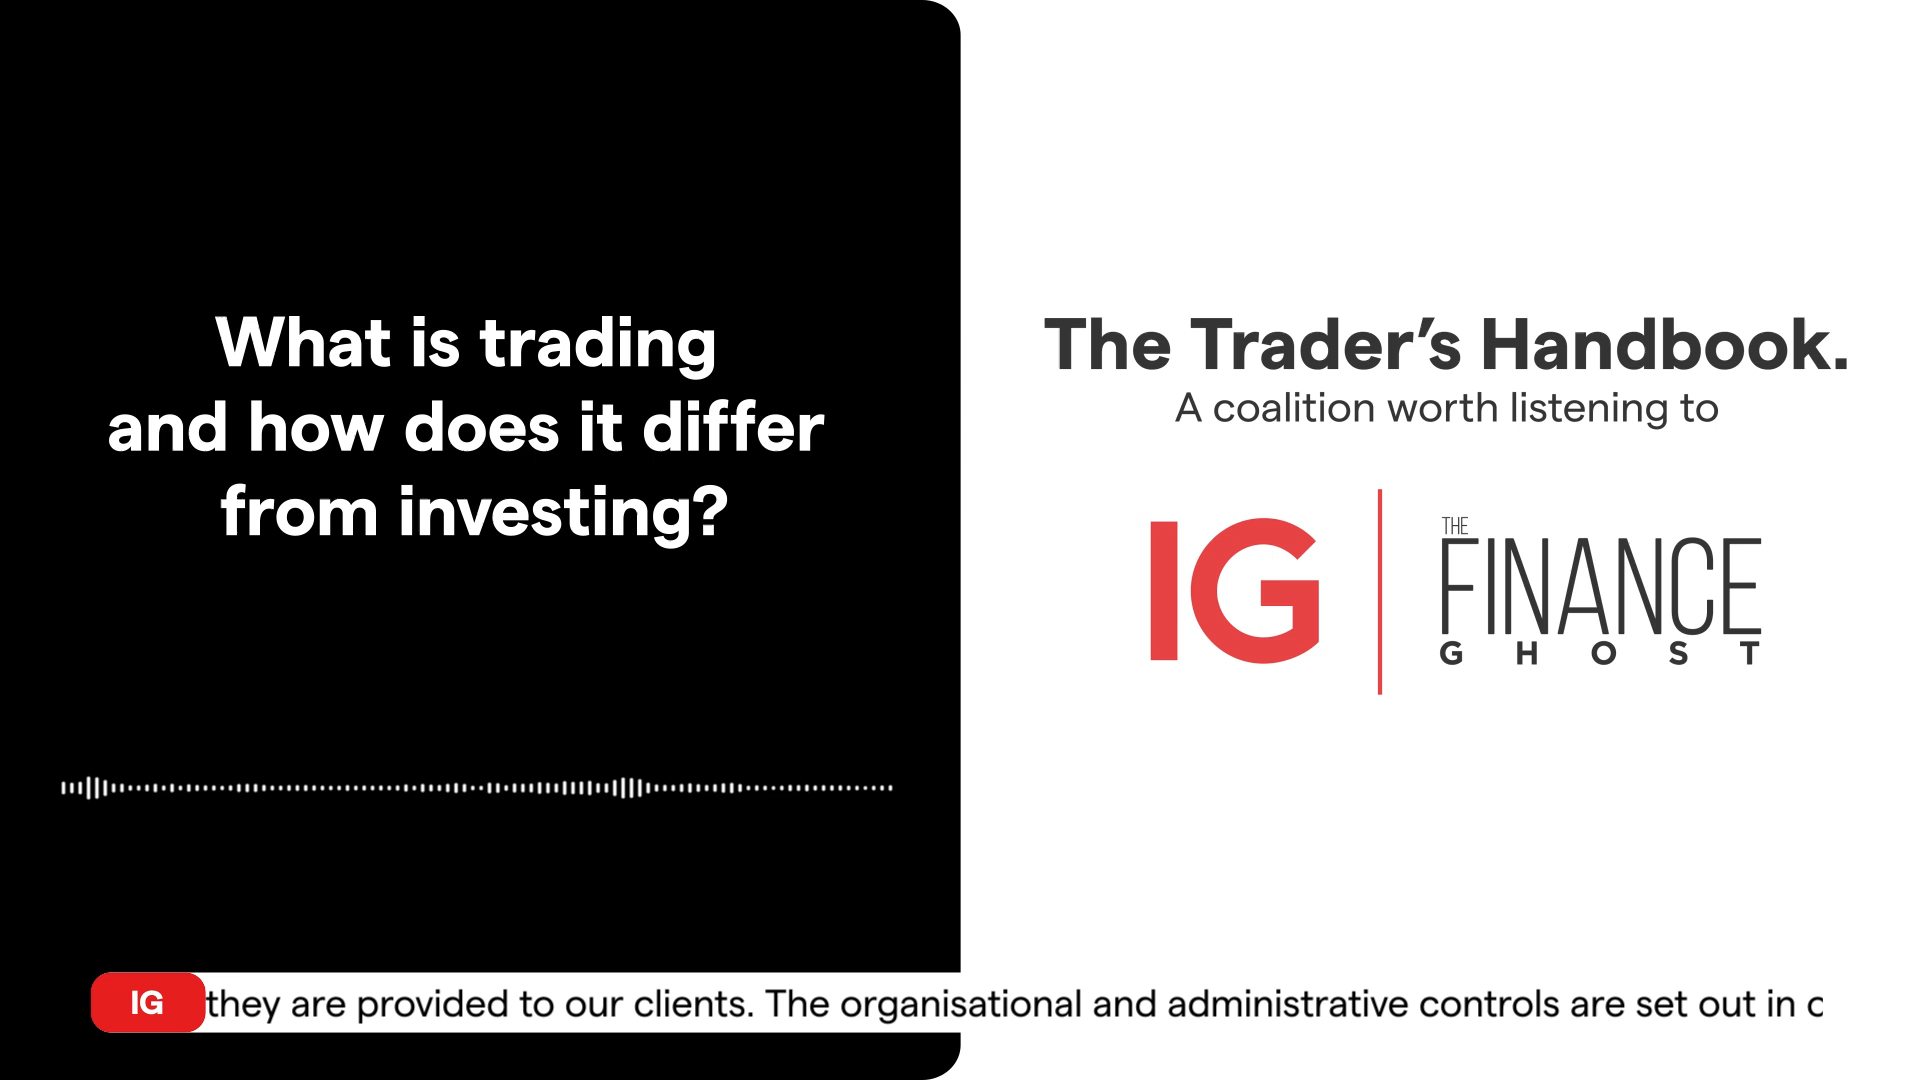 What is trading
and how does it differ
from investing?
The Trader’s Handbook.
A coalition worth listening to
IG
THE
FINANCE
GHOST
IG
they are provided to our clients. The organisational and administrative controls are set out in